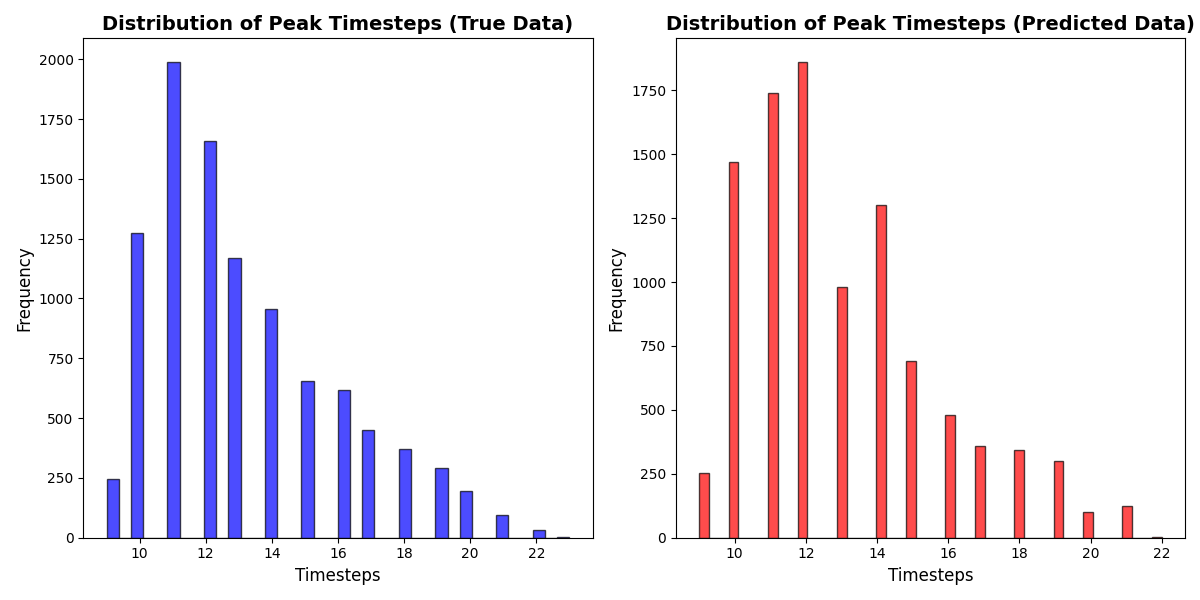 Distribution of Peak Timesteps (True Data)
Frequency
2000
1750
1500
1250
1000
750
500
250
0
10 12 14 16 18 20 22
Timesteps
Distribution of Peak Timesteps (Predicted Data)
Frequency
1750
1500
1250
1000
750
500
250
0
10 12 14 16 18 20 22
Timesteps